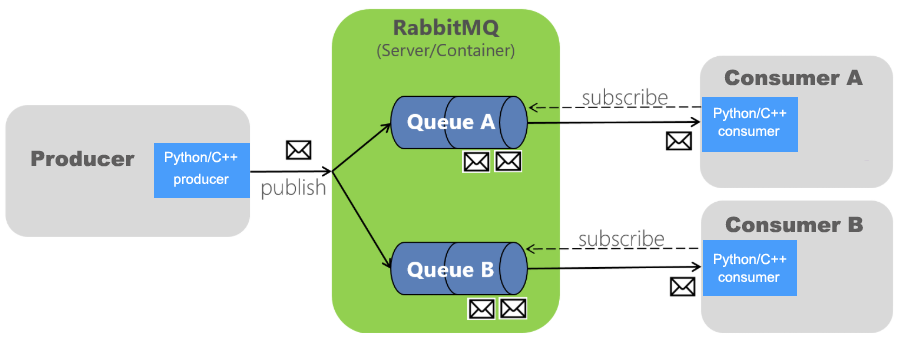 RabbitMQ
(Server/Container)
Producer
Python/C++
producer
publish
Queue A
Queue B
subscribe
subscribe
Consumer A
Python/C++
consumer
Consumer B
Python/C++
consumer